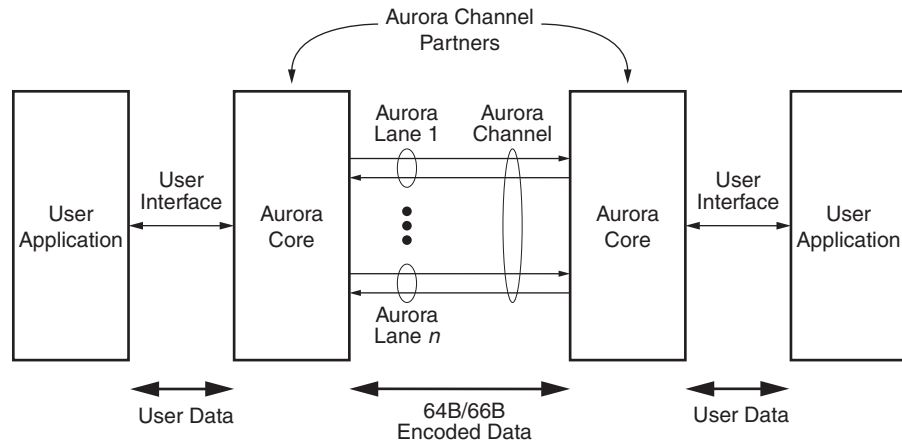 Aurora Channel
Partners
Aurora
Lane 1
Aurora
Channel
User
Interface
User
Interface
User
Application
Aurora
Core
Aurora
Core
User
Application
Aurora
Lane n
User Data
64B/66B
Encoded Data
User Data